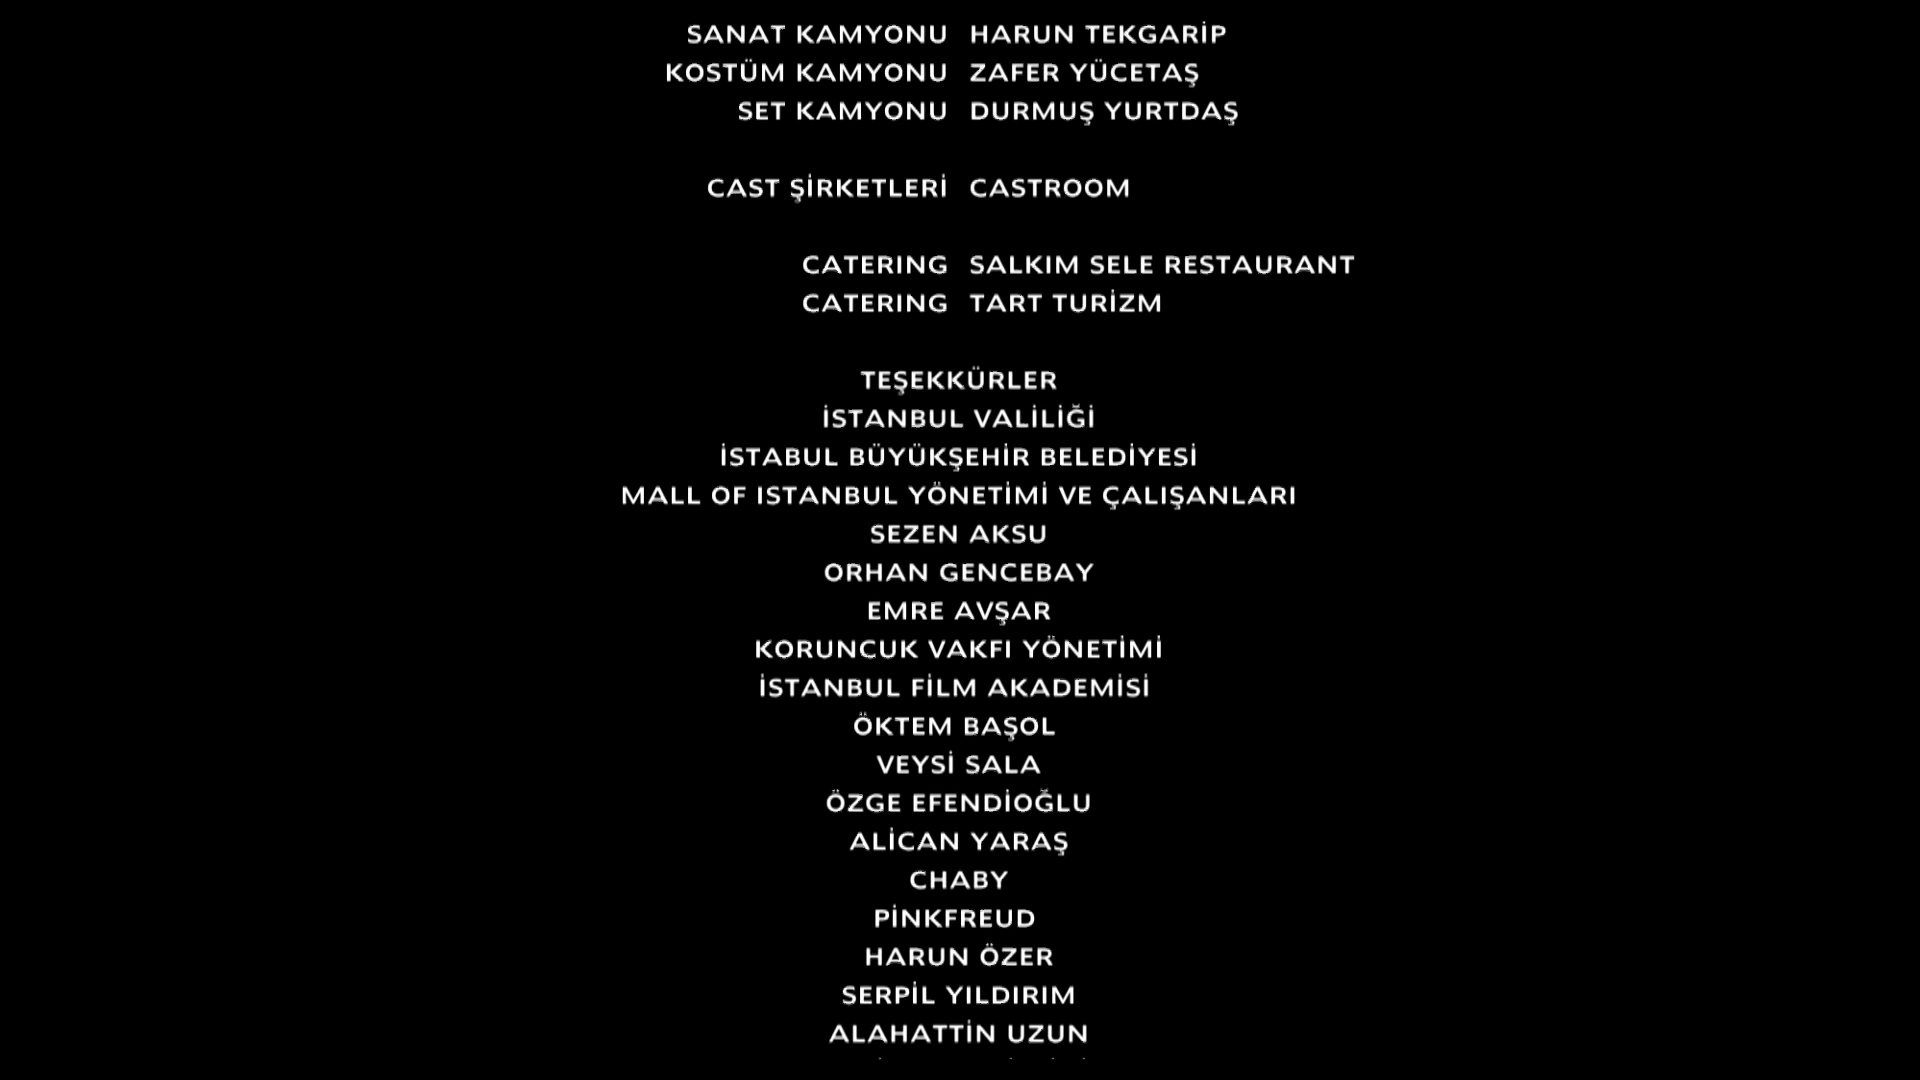 SANAT KAMYONU HARUN TEKGARİP
KOSTÜM KAMYONU ZAFER YÜCETAŞ
SET KAMYONU DURMUŞ YURTDAŞ
CAST ŞİRKETLERİ CASTROOM
CATERING SALKIM SELE RESTAURANT
CATERING TART TURİZM
TEŞEKKÜRLER
İSTANBUL VALİLİĞİ
İSTABUL BÜYÜKŞEHİR BELEDİYESİ
MALL OF ISTANBUL YÖNETİMİ VE ÇALIŞANLARI
SEZEN AKSU
ORHAN GENCEBAY
EMRE AVŞAR
KORUNCUK VAKFI YÖNETİMİ
İSTANBUL FİLM AKADEMİSİ
ÖKTEM BAŞOL
VEYSİ SALA
ÖZGE EFENDİOĞLU
ALİCAN YARAŞ
CHABY
PİNKFREUD
HARUN ÖZER
SERPİL YILDIRIM
ALAHATTİN UZUN